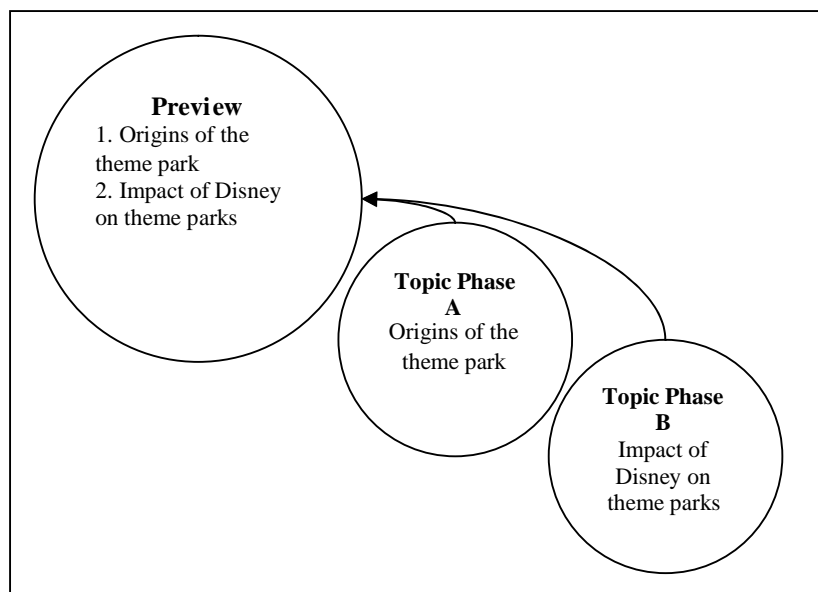 Preview
1. Origins of the
theme park
2. Impact of Disney
on theme parks
Topic Phase
A
Origins of the
theme park
Topic Phase
B
Impact of
Disney on
theme parks